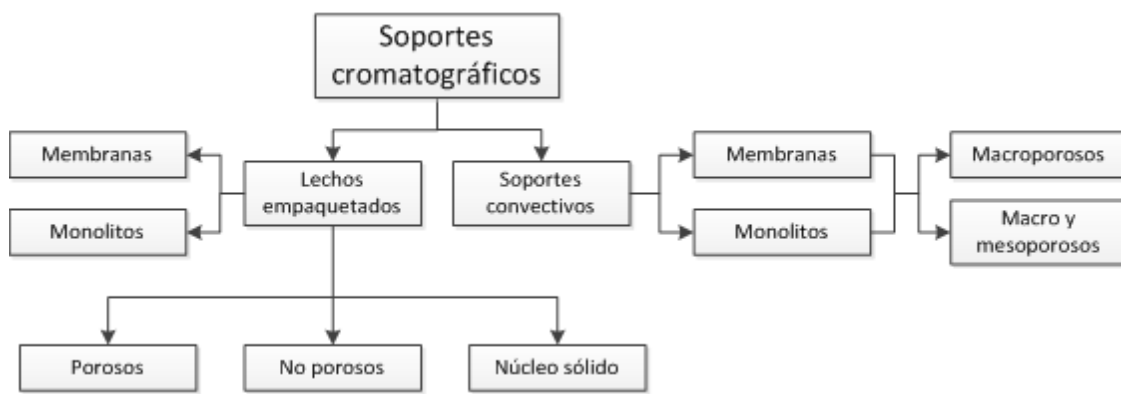 Soportes
cromatográficos
Membranas
Monolitos
Lechos
empaquetados
Soportes
convectivos
Membranas
Monolitos
Macroporosos
Macro y
mesoporosos
Porosos
No porosos
Núcleo sólido